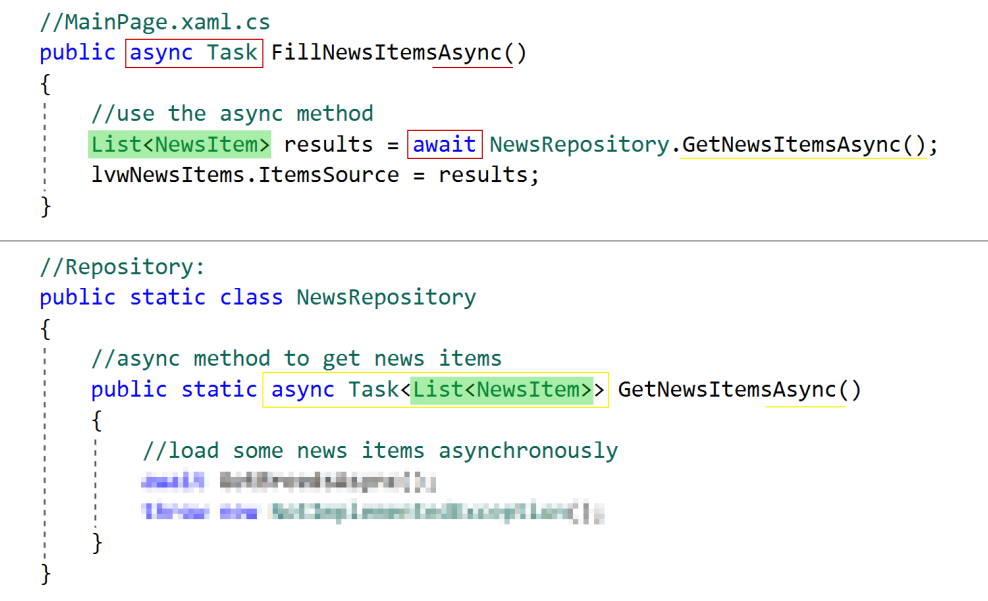 //MainPage.xaml.cs
public async Task FillNewsItemsAsync()
{
//use the async method
List<NewsItem> results = await NewsRepository.GetNewsItemsAsync();
lvwNewsItems.ItemsSource = results;
}
//Repository:
public static class NewsRepository
{
//async method to get news items
public static async Task<List<NewsItem>> GetNewsItemsAsync()
{
//load some news items asynchronously
}
}